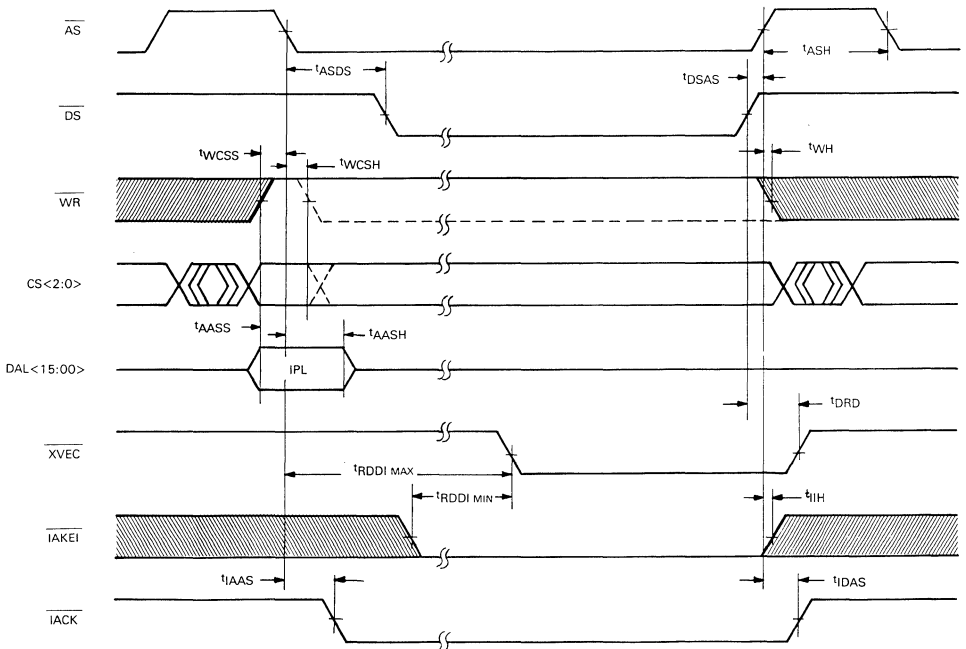 AS
tASDS
tDSAS
tASH
DS
tWCSS
tWCSH
tWH
WR
CS<2:0>
tAASS
tAASH
DAL<15:00>
IPL
tDRD
XVEC
tRDDI MAX
tRDDI MIN
tIIH
IAKEI
tIAAS
tIDAS
IACK